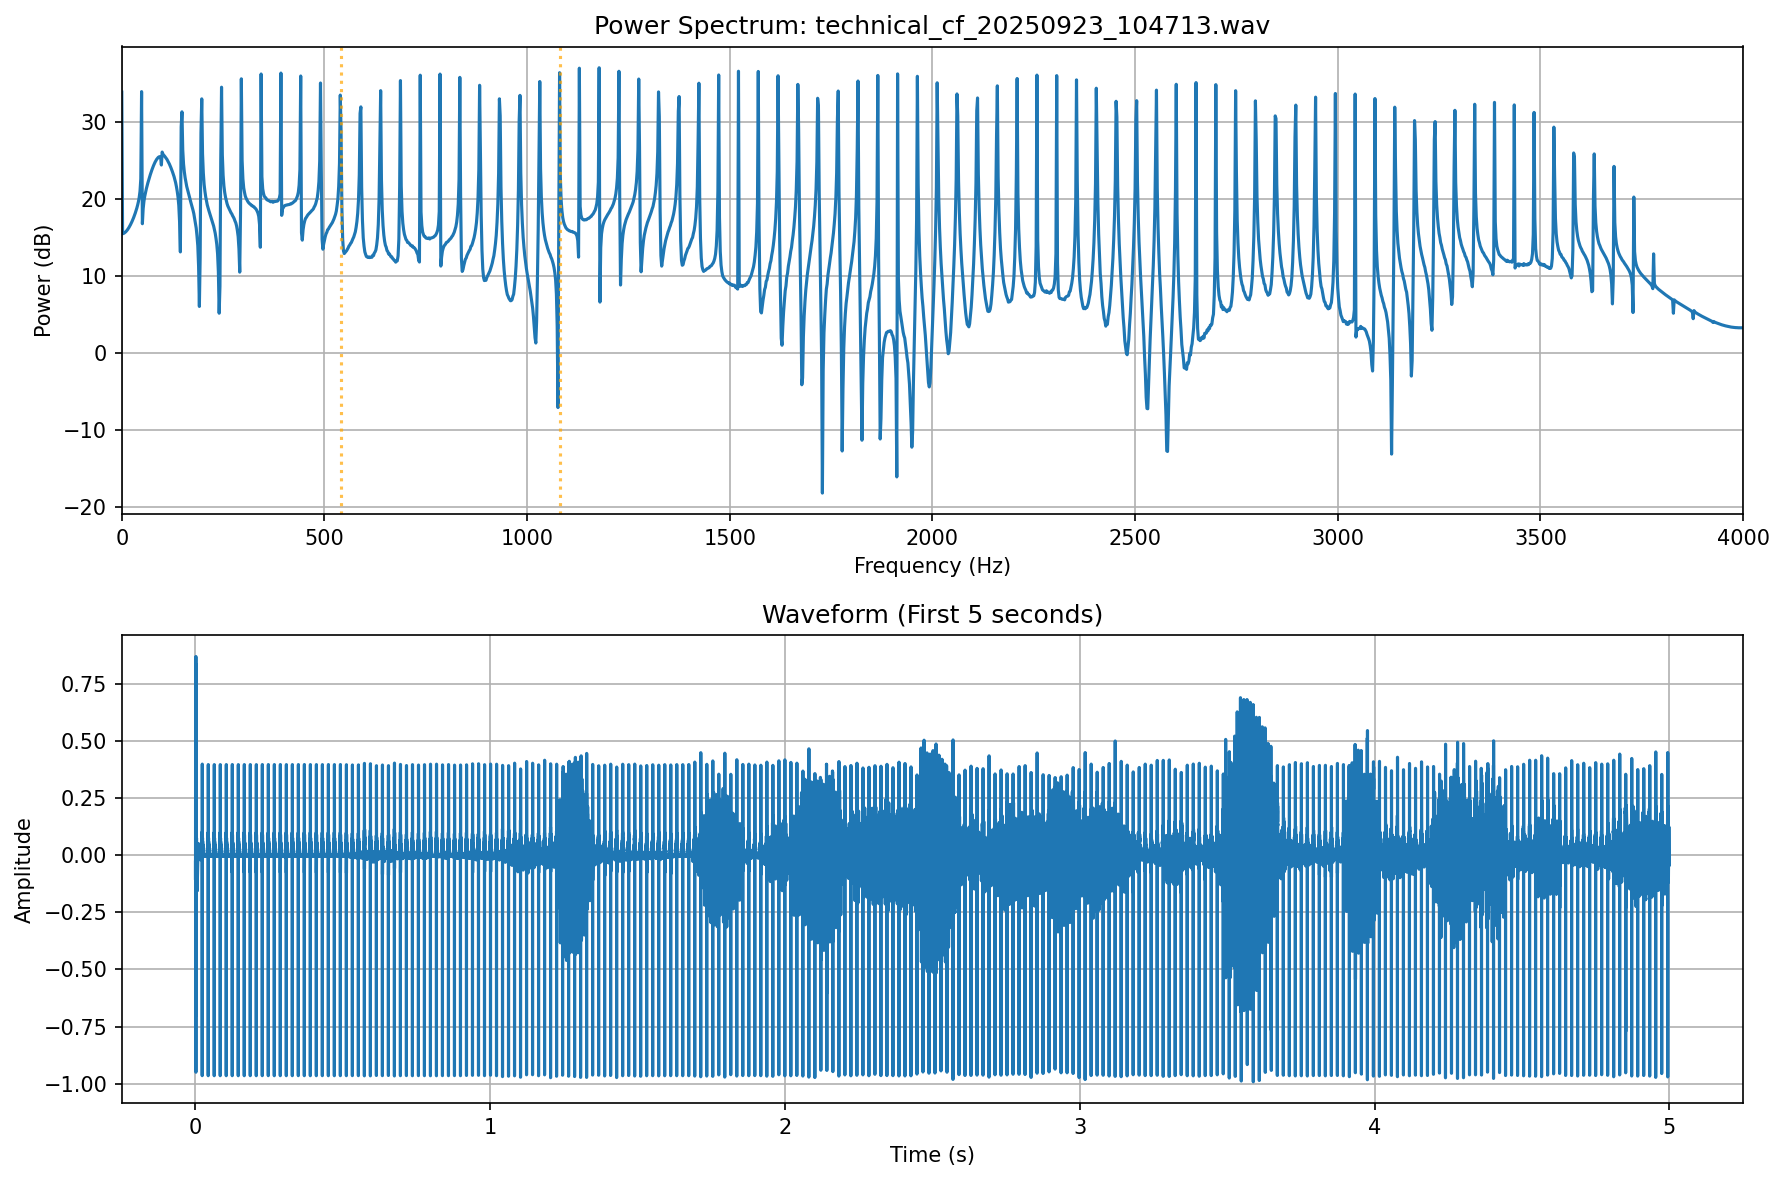 Power Spectrum: technical_cf_20250923_104713.wav
Power (dB)
30
20
10
0
−10
−20
0 500 1000 1500 2000 2500 3000 3500 4000
Frequency (Hz)
Waveform (First 5 seconds)
Amplitude
0.75
0.50
0.25
0.00
−0.25
−0.50
−0.75
−1.00
0 1 2 3 4 5
Time (s)